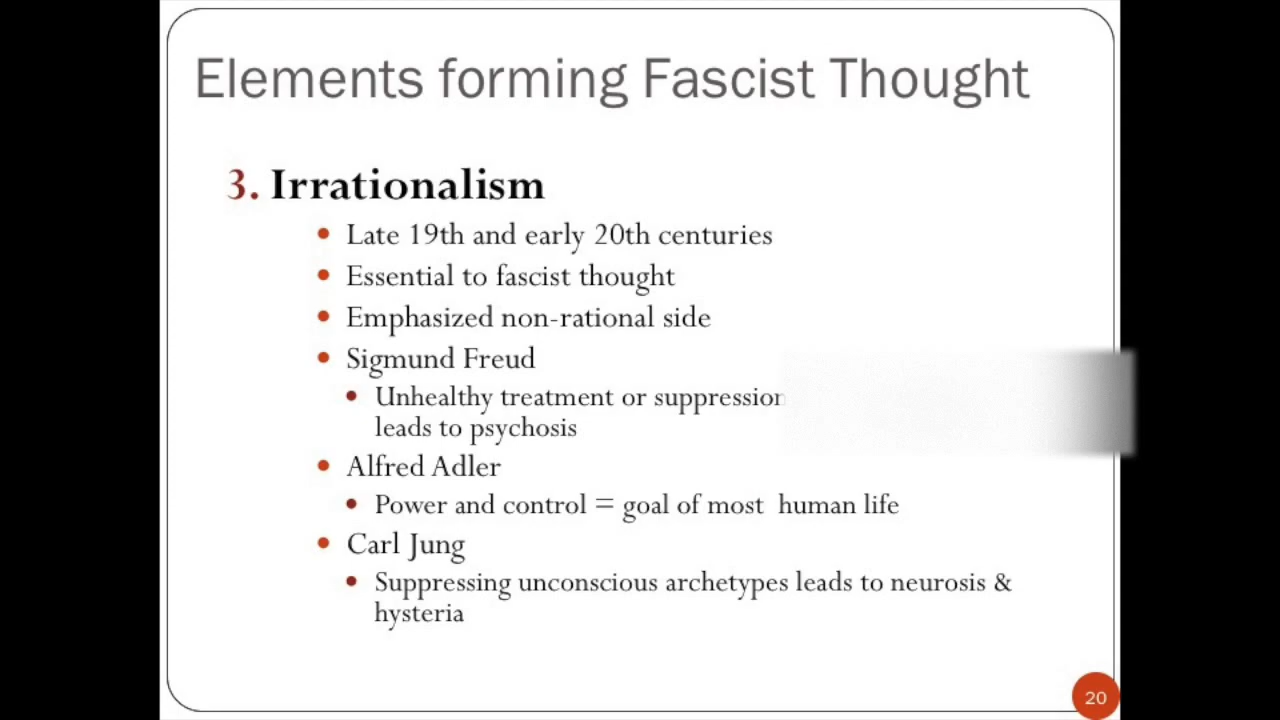 Elements forming Fascist Thought
3. Irrationalism
• Late 19th and early 20th centuries
• Essential to fascist thought
• Emphasized non-rational side
• Sigmund Freud
• Unhealthy treatment or suppression
leads to psychosis
• Alfred Adler
• Power and control = goal of most human life
• Carl Jung
• Suppressing unconscious archetypes leads to neurosis &
hysteria
20